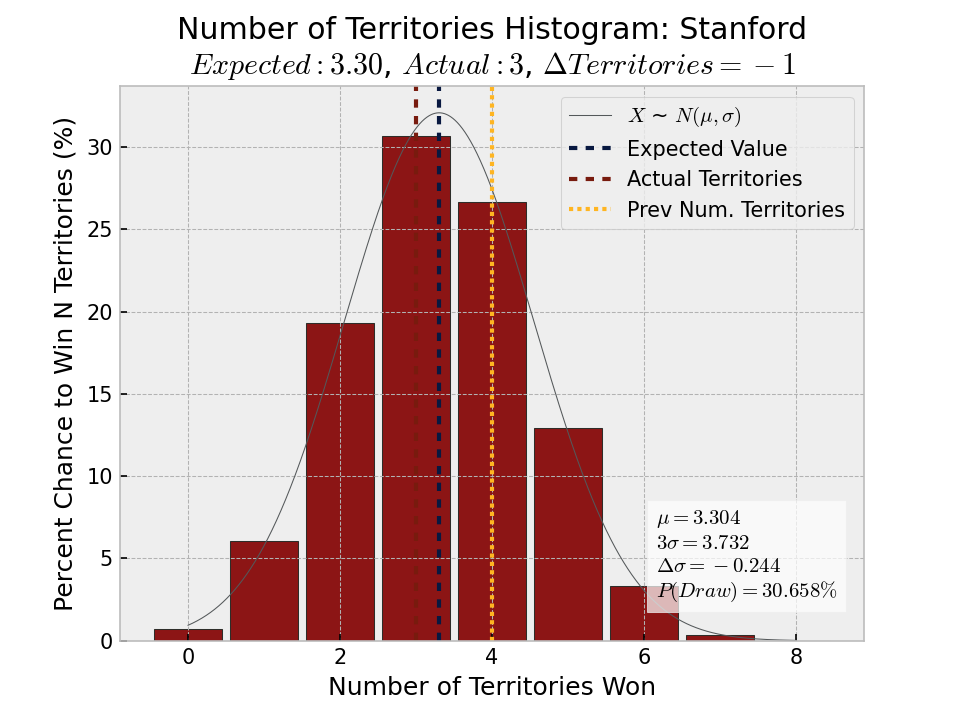 Number of Territories Histogram: Stanford
Expected: 3.30, Actual: 3, ΔTerritories = −1
Percent Chance to Win N Territories (%)
30
25
20
15
10
5
0
X ~ N(μ, σ)
Expected Value
Actual Territories
Prev Num. Territories
μ = 3.304
3σ = 3.732
Δσ = −0.244
P(Draw) = 30.658%
0 2 4 6 8
Number of Territories Won